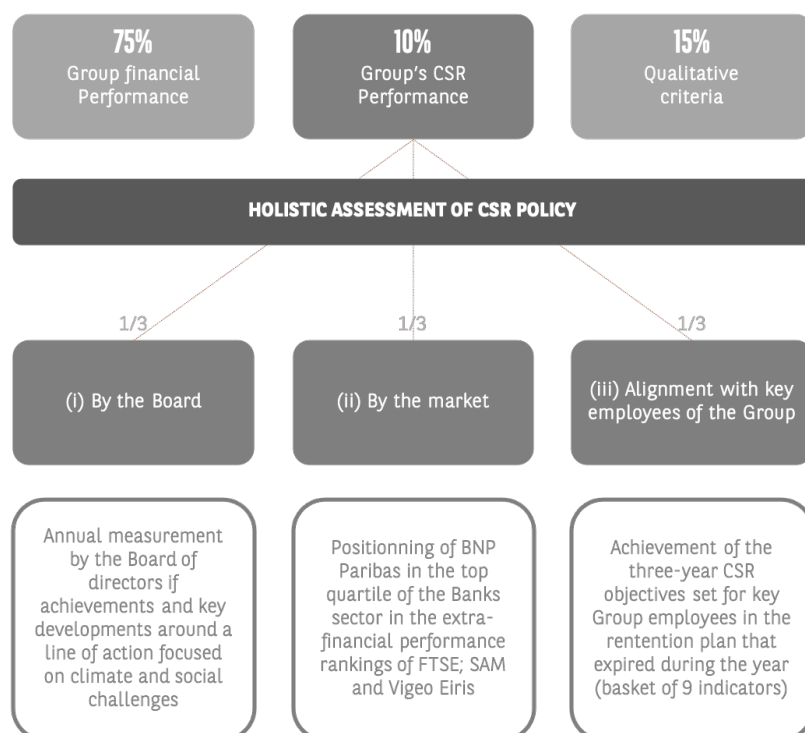 75%
Group financial
Performance
10%
Group's CSR
Performance
15%
Qualitative
criteria
HOLISTIC ASSESSMENT OF CSR POLICY
1/3
1/3
1/3
(i) By the Board
(ii) By the market
(iii) Alignment with key
employees of the Group
Annual measurement
by the Board of
directors if
achievements and key
developments around a
line of action focused
on climate and social
challenges
Positionning of BNP
Paribas in the top
quartile of the Banks
sector in the extra-
financial performance
rankings of FTSE; SAM
and Vigeo Eiris
Achievement of the
three-year CSR
objectives set for key
Group employees in the
rentention plan that
expired during the year
(basket of 9 indicators)